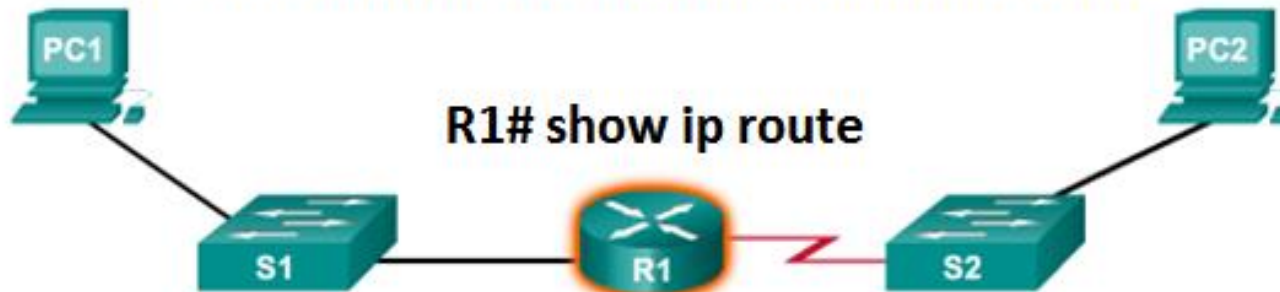 PC1
PC2
R1# show ip route
S1
R1
S2